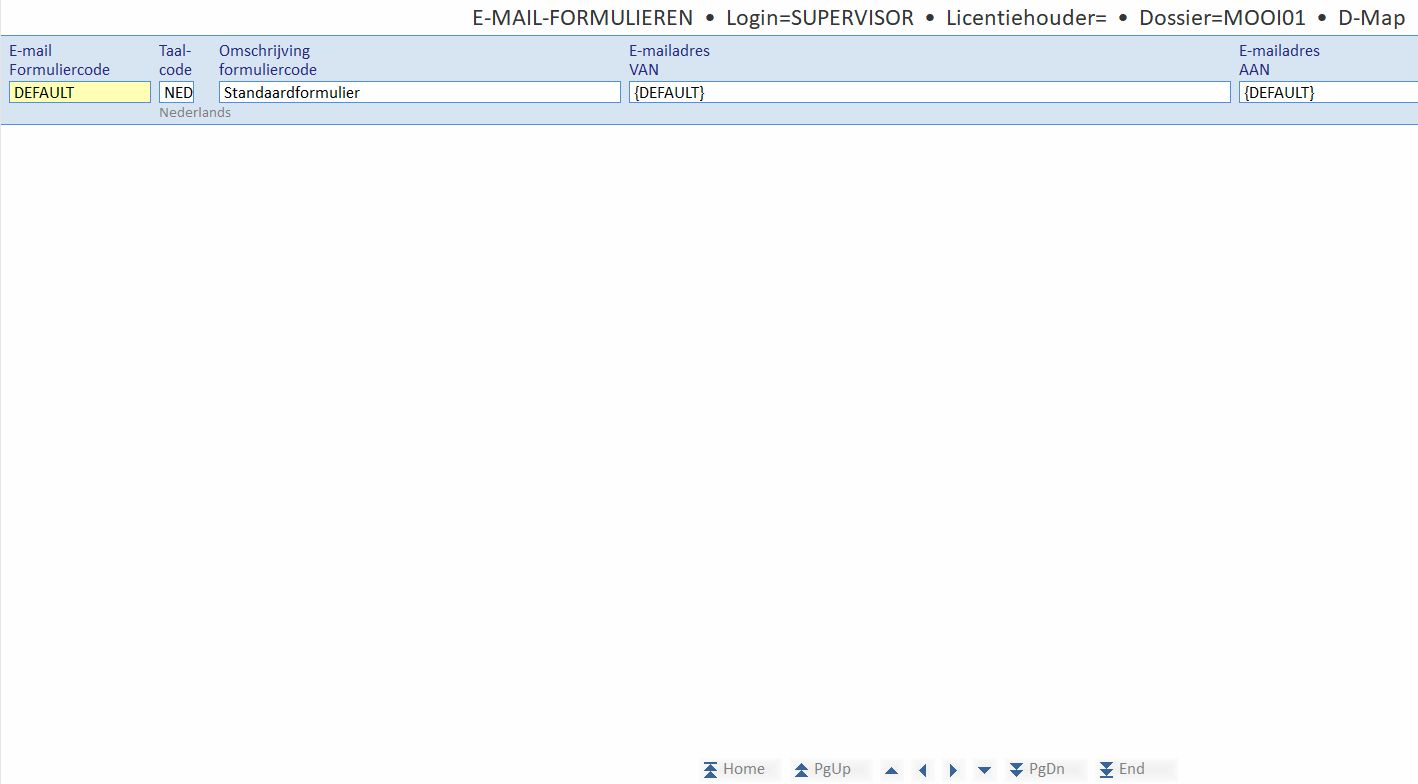 E-MAIL-FORMULIEREN • Login=SUPERVISOR • Licentiehouder= • Dossier=MOOI01 • D-Map
E-mail Taal- Omschrijving E-mailadres E-mailadres
Formuliercode code formuliercode VAN AAN
DEFAULT NED Standaardformulier {DEFAULT} {DEFAULT}
Nederlands
Home PgUp PgDn End